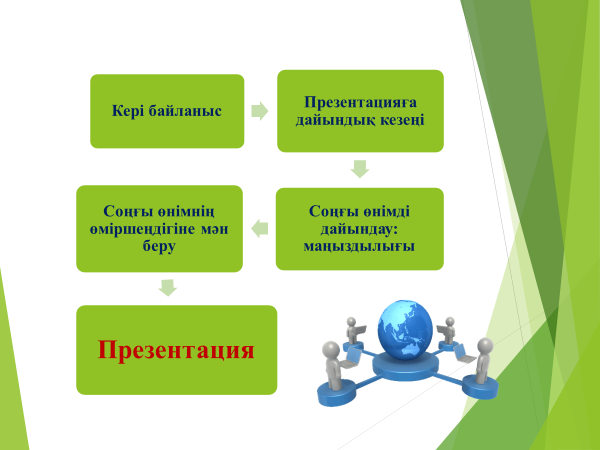 Кері байланыс
Презентацияға
дайындық кезеңі
Соңғы өнімді
дайындау:
маңыздылығы
Соңғы өнімнің
өміршеңдігіне мән
беру
Презентация